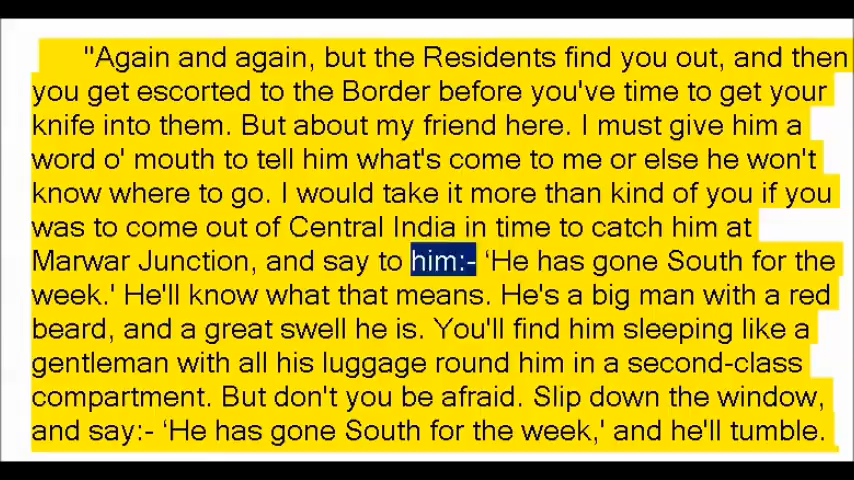 "Again and again, but the Residents find you out, and then
you get escorted to the Border before you've time to get your
knife into them. But about my friend here. I must give him a
word o' mouth to tell him what's come to me or else he won't
know where to go. I would take it more than kind of you if you
was to come out of Central India in time to catch him at
Marwar Junction, and say to him:- ‘He has gone South for the
week.' He'll know what that means. He's a big man with a red
beard, and a great swell he is. You'll find him sleeping like a
gentleman with all his luggage round him in a second-class
compartment. But don't you be afraid. Slip down the window,
and say:- ‘He has gone South for the week,' and he'll tumble.